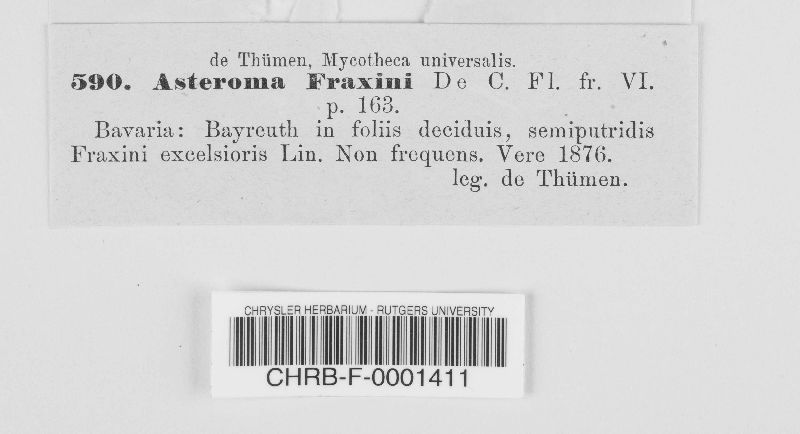 de Thümen, Mycotheca universalis.
590. Asteroma Fraxini De C. Fl. fr. VI.
p. 163.
Bavaria: Bayreuth in foliis deciduis, semiputridis
Fraxini excelsioris Lin. Non frequens. Vere 1876.
leg. de Thümen.
CHRYSLER HERBARIUM - RUTGERS UNIVERSITY
CHRB-F-0001411